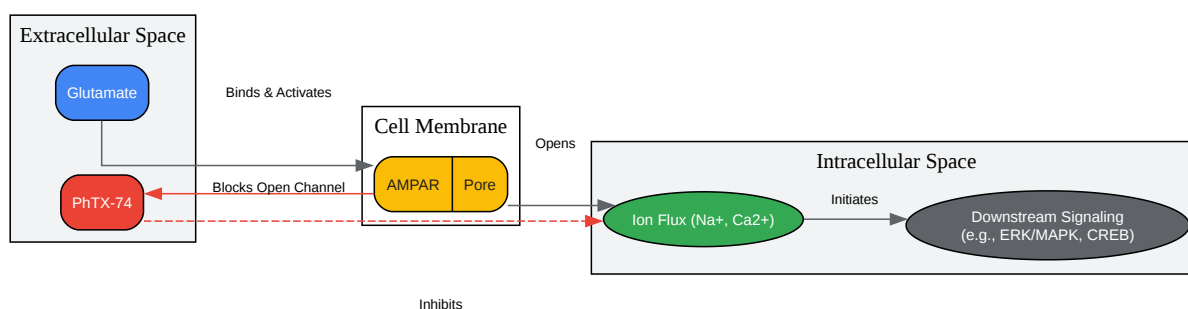 Extracellular Space
Glutamate
Binds & Activates
Cell Membrane
Opens
AMPAR
Pore
Intracellular Space
PhTX-74
Blocks Open Channel
Ion Flux (Na+, Ca2+)
Initiates
Downstream Signaling
(e.g., ERK/MAPK, CREB)
Inhibits